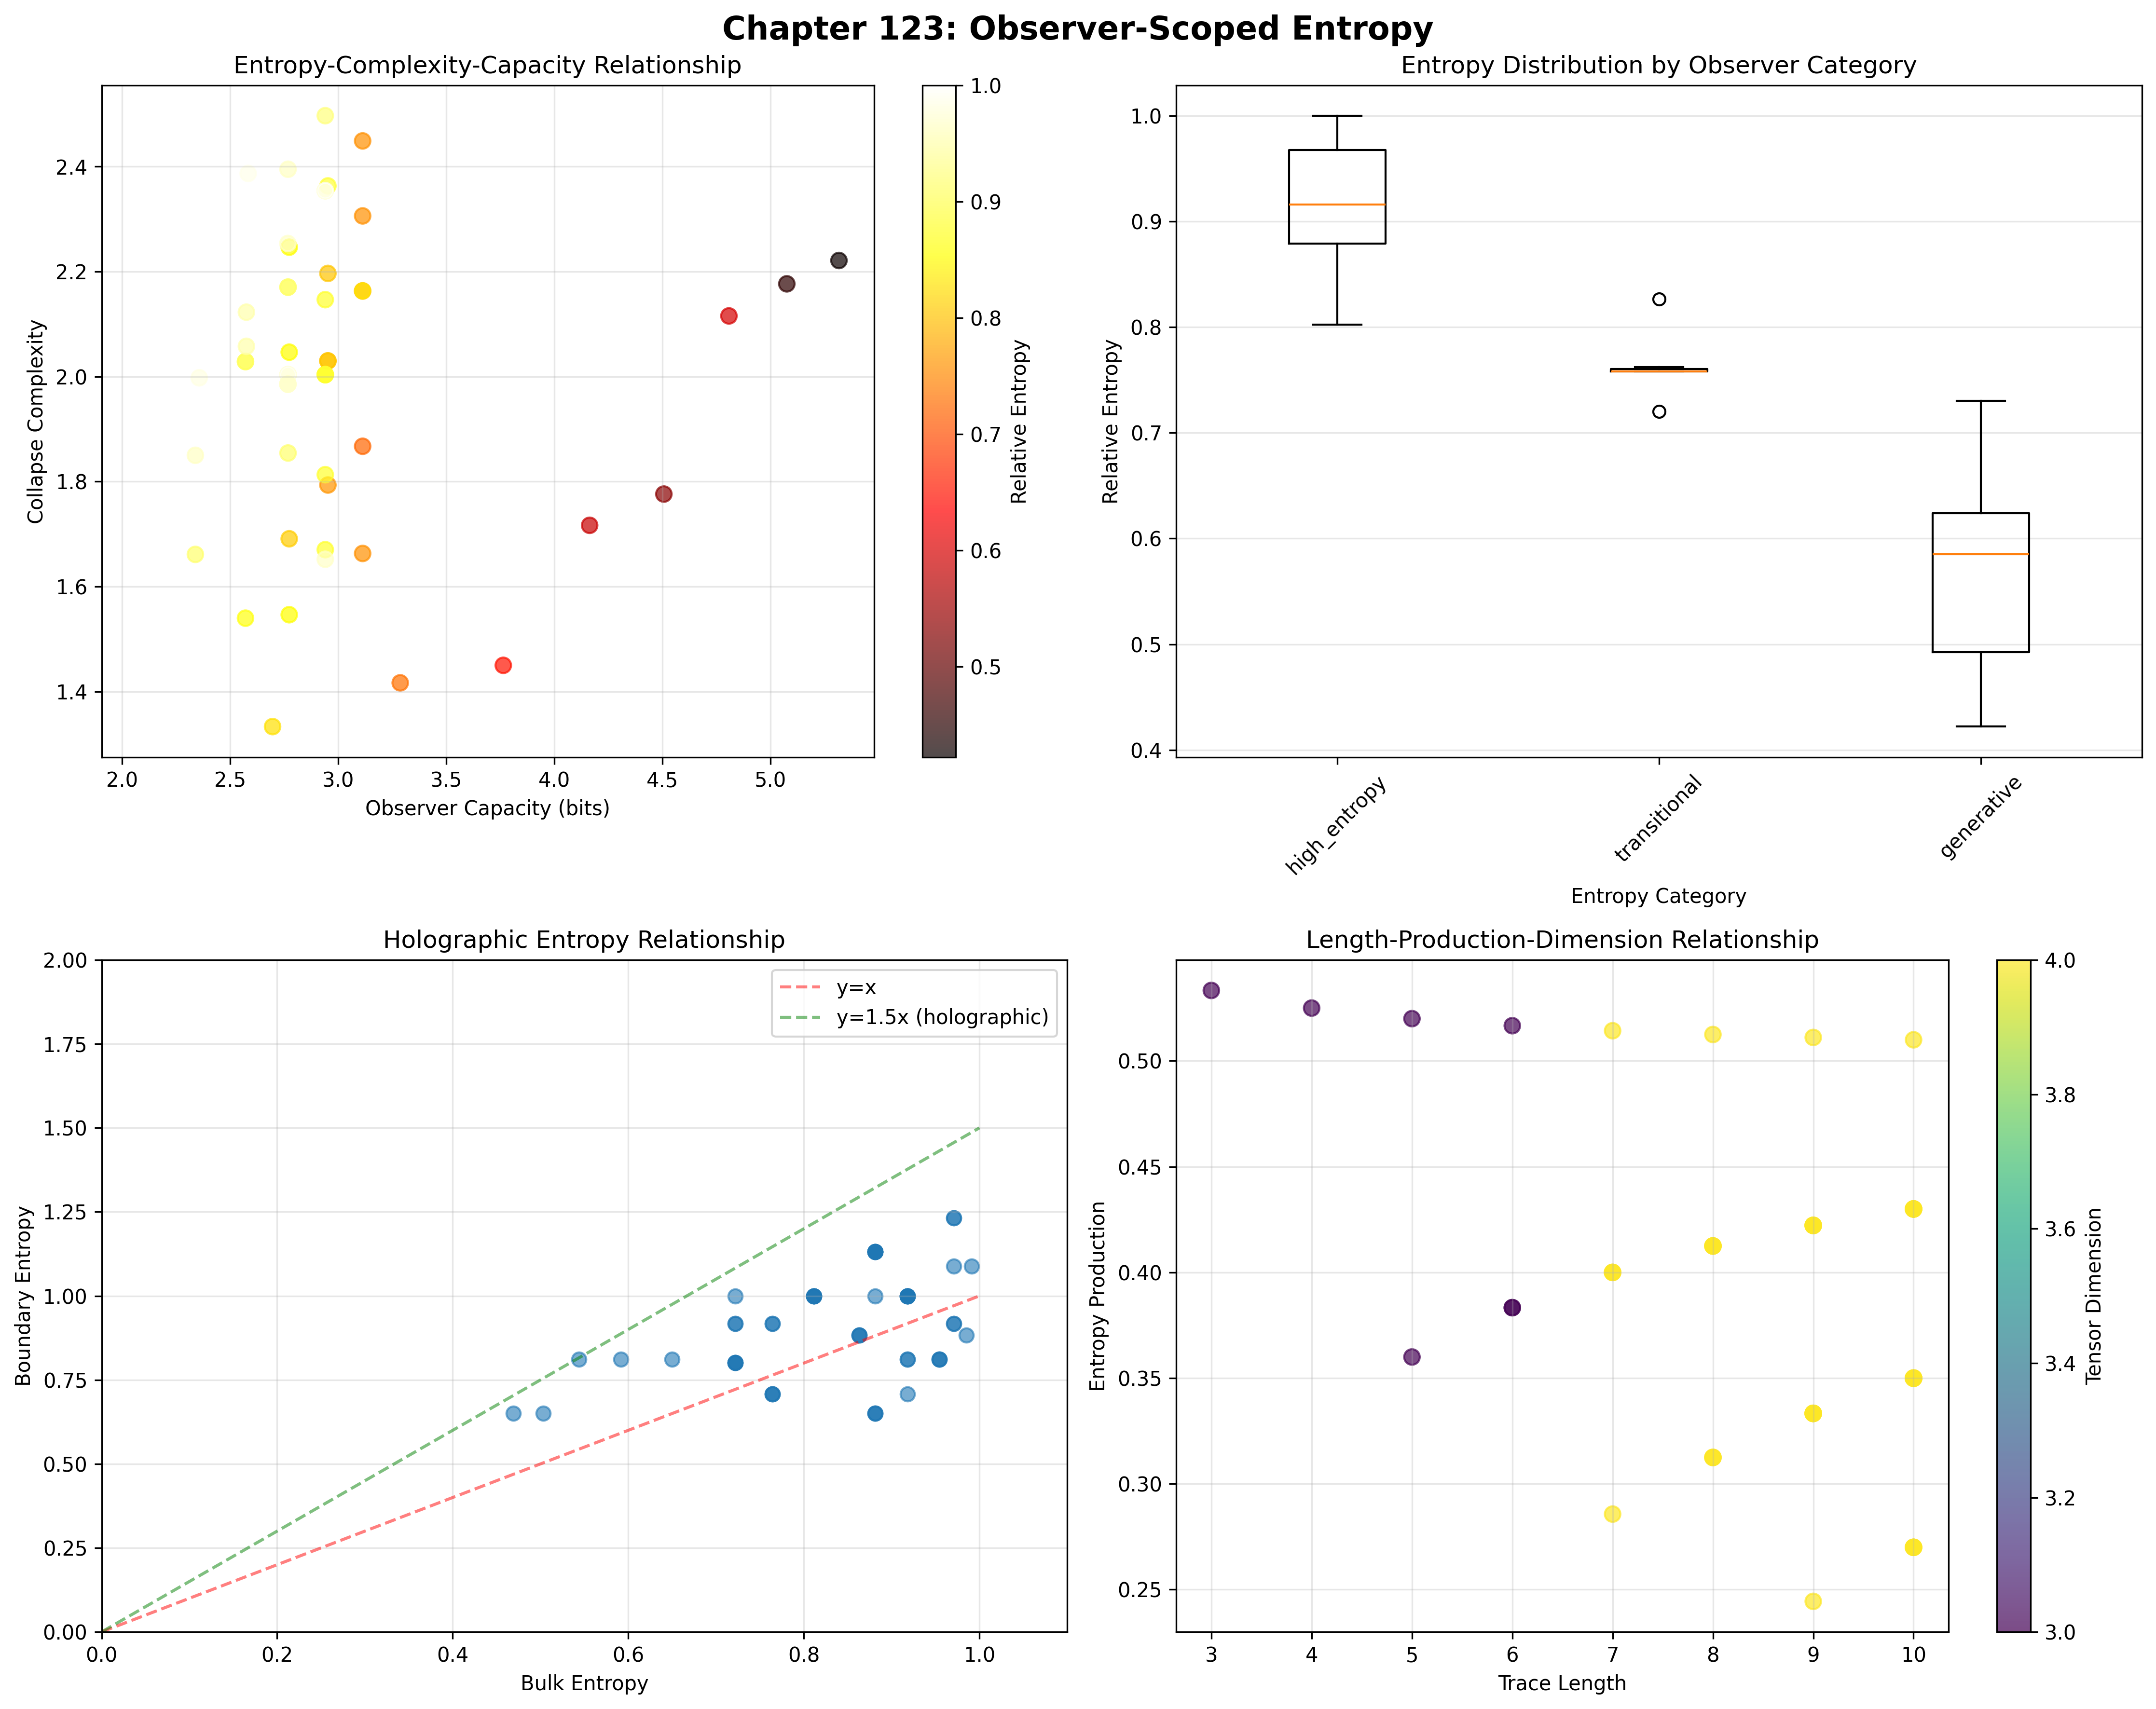 Chapter 123: Observer-Scoped Entropy
Entropy-Complexity-Capacity Relationship
Collapse Complexity
2.4
2.2
2.0
1.8
1.6
1.4
2.0 2.5 3.0 3.5 4.0 4.5 5.0
Observer Capacity (bits)
1.0
0.9
0.8
0.7
0.6
0.5
Relative Entropy
Entropy Distribution by Observer Category
Relative Entropy
1.0
0.9
0.8
0.7
0.6
0.5
0.4
high_entropy transitional generative
Entropy Category
Holographic Entropy Relationship
Boundary Entropy
2.00
1.75
1.50
1.25
1.00
0.75
0.50
0.25
0.00
y=x
y=1.5x (holographic)
0.0 0.2 0.4 0.6 0.8 1.0
Bulk Entropy
Length-Production-Dimension Relationship
Entropy Production
0.50
0.45
0.40
0.35
0.30
0.25
3 4 5 6 7 8 9 10
Trace Length
4.0
3.8
3.6
3.4
3.2
3.0
Tensor Dimension